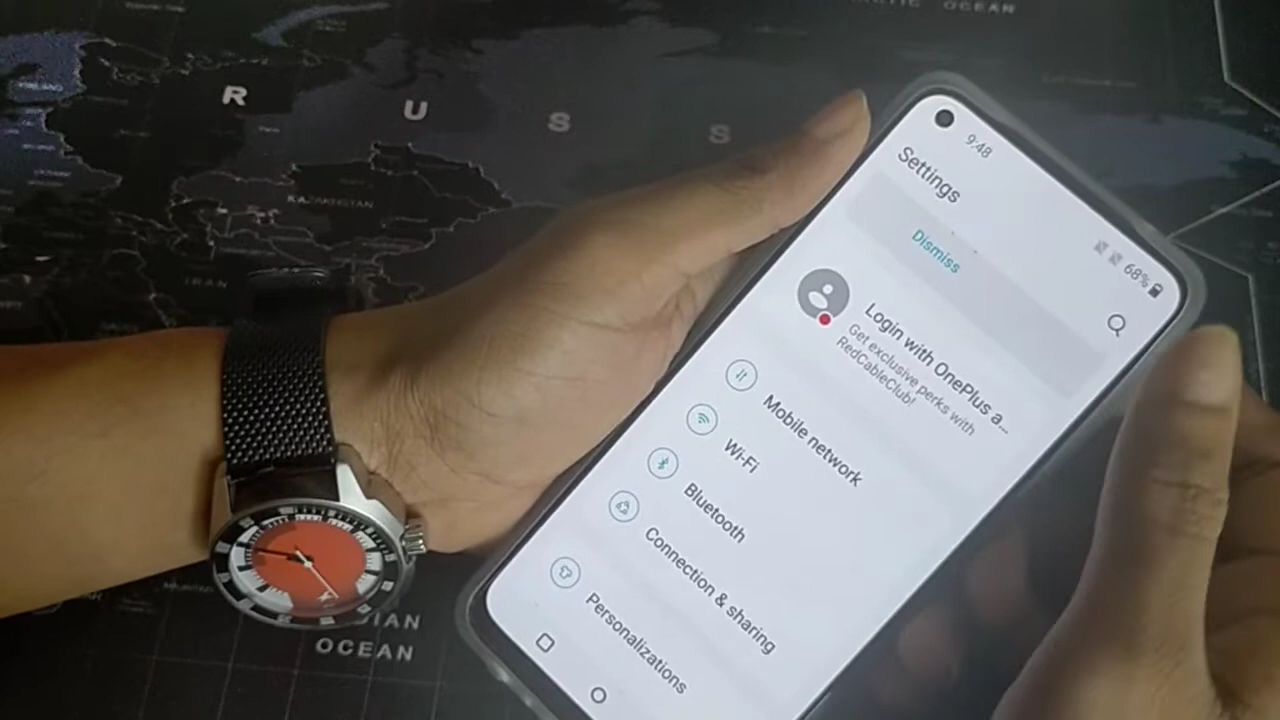 OCEAN
R U S S
KAZAKHSTAN
IRAN
OCEAN
9:48
68%
Settings
Dismiss
Login with OnePlus a...
Get exclusive perks with
RedCableClub!
Mobile network
Wi-Fi
Bluetooth
Connection & sharing
Personalizations